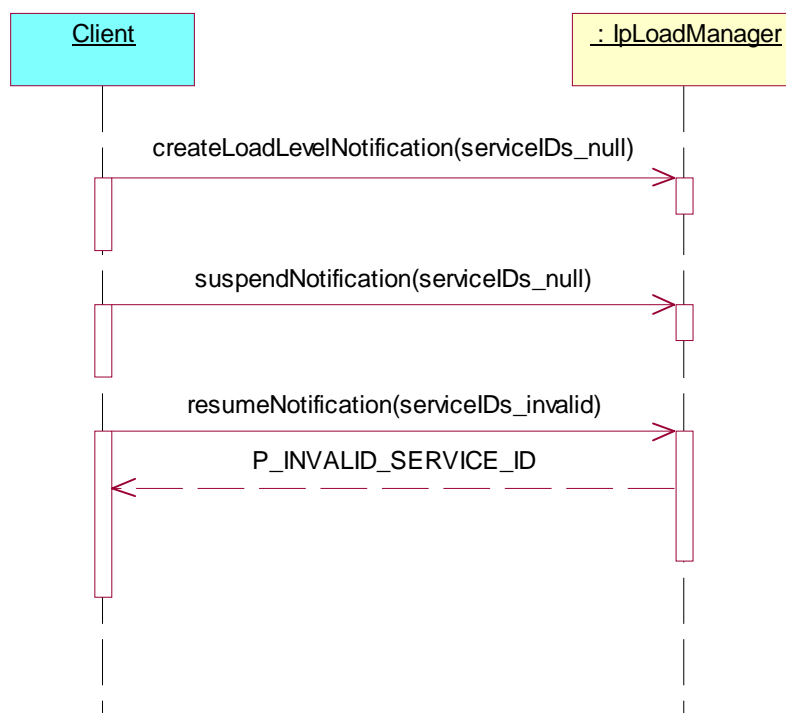 Client
: IpLoadManager
createLoadLevelNotification(serviceIDs_null)
suspendNotification(serviceIDs_null)
resumeNotification(serviceIDs_invalid)
P_INVALID_SERVICE_ID